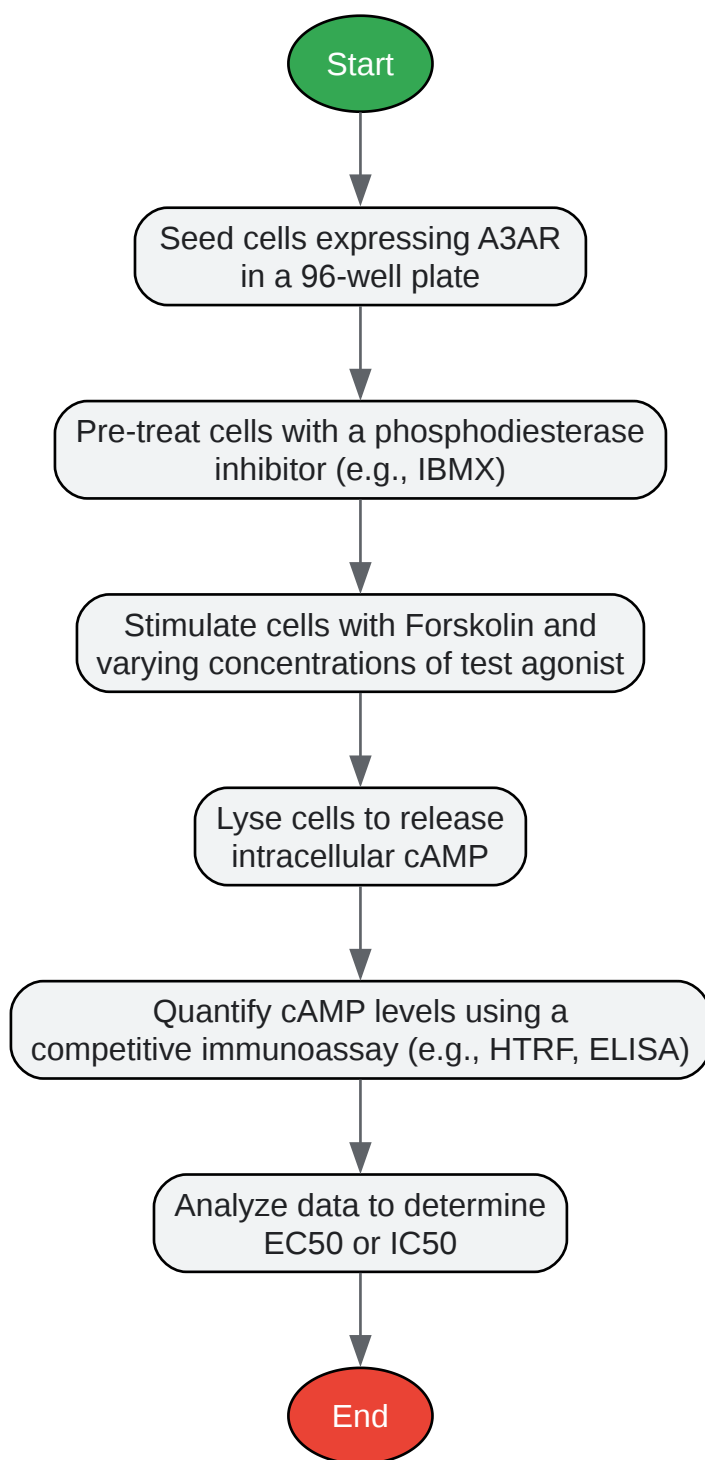 Start
Seed cells expressing A3AR
in a 96-well plate
Pre-treat cells with a phosphodiesterase
inhibitor (e.g., IBMX)
Stimulate cells with Forskolin and
varying concentrations of test agonist
Lyse cells to release
intracellular cAMP
Quantify cAMP levels using a
competitive immunoassay (e.g., HTRF, ELISA)
Analyze data to determine
EC50 or IC50
End